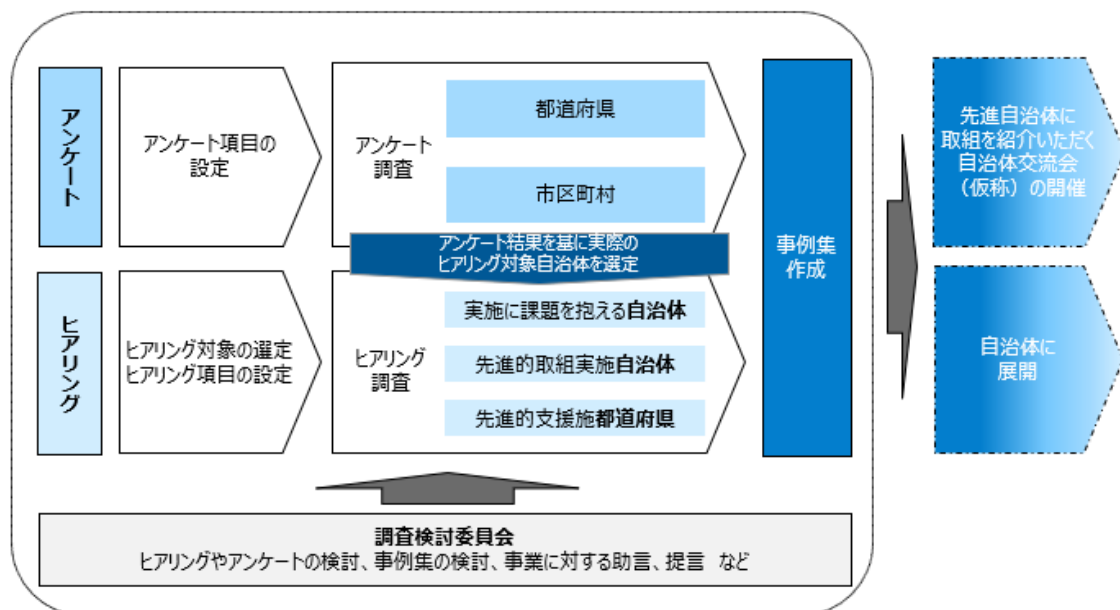 アンケート
アンケート項目の
設定
アンケート
調査
都道府県
市区町村
アンケート結果を基に実際の
ヒアリング対象自治体を選定
ヒアリング
ヒアリング対象の選定
ヒアリング項目の設定
ヒアリング
調査
実施に課題を抱える自治体
先進的取組実施自治体
先進的支援施都道府県
事例集
作成
先進自治体に
取組を紹介いただく
自治体交流会
（仮称）の開催
自治体に
展開
調査検討委員会
ヒアリングやアンケートの検討、事例集の検討、事業に対する助言、提言 など